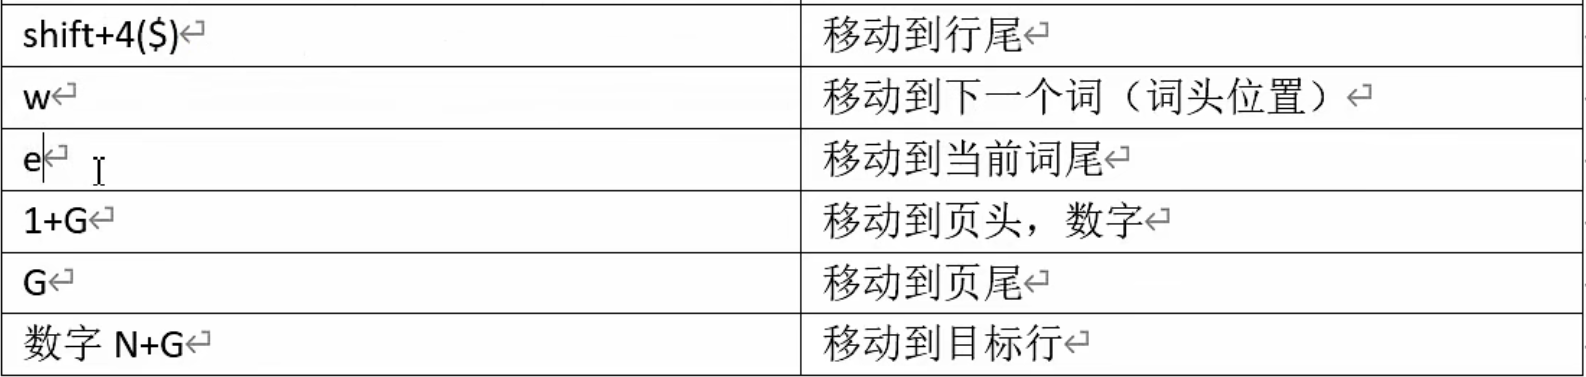 shift+4($)↵ 移动到行尾↵
w↵ 移动到下一个词（词头位置）↵
e↵ 移动到当前词尾↵
1+G↵ 移动到页头，数字↵
G↵ 移动到页尾↵
数字 N+G↵ 移动到目标行↵